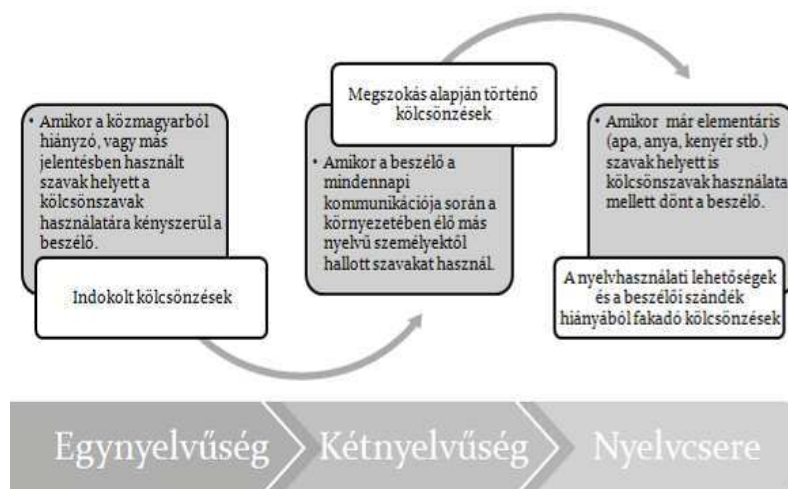 • Amikor a közmagyarból
hiányzó, vagy más
jelentésben használt
szavak helyett a
kölcsönszavak
használatára kényszerül a
beszélő.
Indokolt kölcsönzések
Megszokás alapján történő
kölcsönzések
• Amikor a beszélő a
mindennapi
kommunikációja során a
környezetében élő más
nyelvű személyektől
hallott szavakat használ.
• Amikor már elementáris
(apa, anya, kenyér stb.)
szavak helyett is
kölcsönszavak használata
mellett dönt a beszélő.
A nyelvhasználati lehetőségek
és a beszélői szándék
hiányából fakadó kölcsönzések
Egynyelvűség
Kétnyelvűség
Nyelvcsere